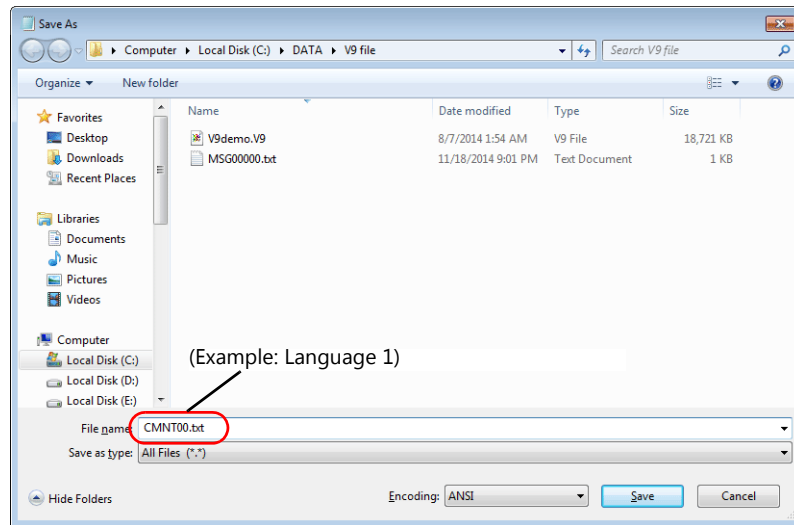 Save As
Computer ▸ Local Disk (C:) ▸ DATA ▸ V9 file
Search V9 file
Organize New folder
Name Date modified Type Size
Favorites
Desktop
Downloads
Recent Places
V9demo.V9 8/7/2014 1:54 AM V9 File 18,721 KB
MSG00000.txt 11/18/2014 9:01 PM Text Document 1 KB
Libraries
Documents
Music
Pictures
Videos
Computer
Local Disk (C:)
Local Disk (D:)
Local Disk (E:)
(Example: Language 1)
File name: CMNT00.txt
Save as type: All Files (*.*)
Hide Folders
Encoding: ANSI
Save
Cancel